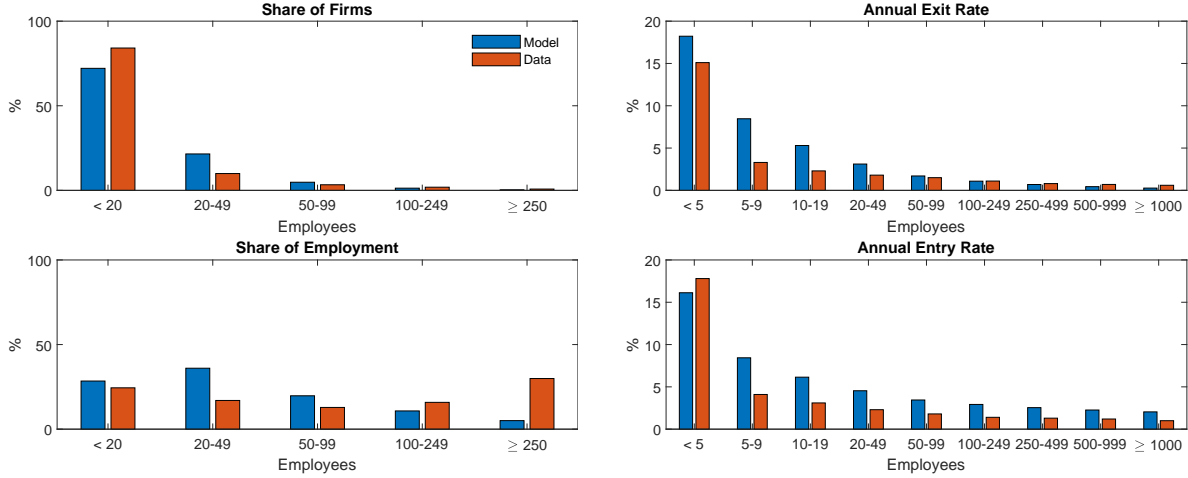 Share of Firms
100
50
0
%
Model
Data
< 20 20-49 50-99 100-249 ≥ 250
Employees
Annual Exit Rate
20
15
10
5
0
%
< 5 5-9 10-19 20-49 50-99 100-249 250-499 500-999 ≥ 1000
Employees
Share of Employment
100
50
0
%
< 20 20-49 50-99 100-249 ≥ 250
Employees
Annual Entry Rate
20
15
10
5
0
%
< 5 5-9 10-19 20-49 50-99 100-249 250-499 500-999 ≥ 1000
Employees